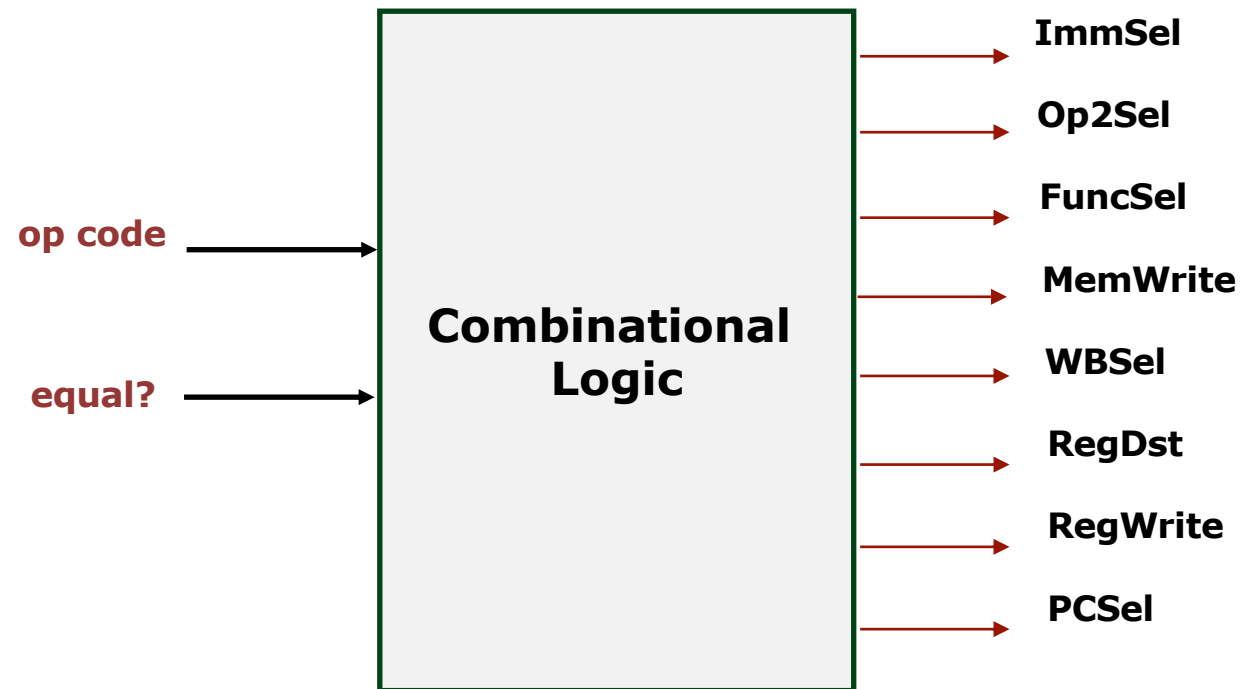 op code
equal?
Combinational
Logic
ImmSel
Op2Sel
FuncSel
MemWrite
WBSel
RegDst
RegWrite
PCSel